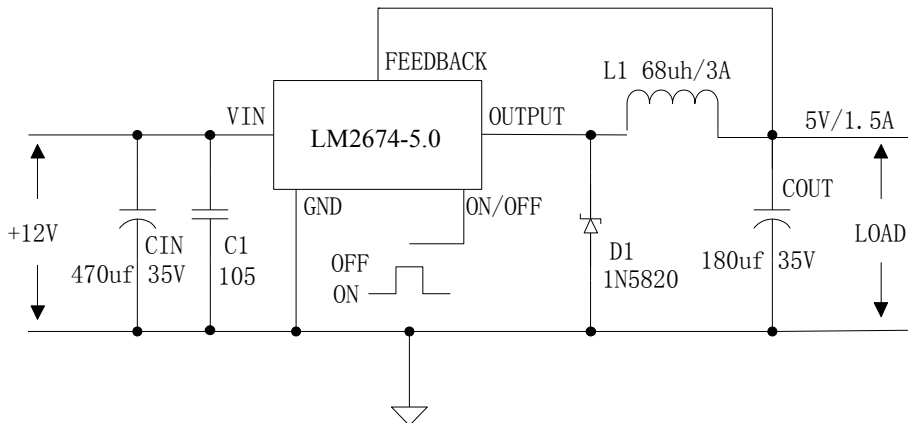 FEEDBACK
L1 68uh/3A
VIN
OUTPUT
5V/1.5A
LM2674-5.0
GND
ON/OFF
COUT
+12V
CIN
C1
OFF
D1
LOAD
470uf 35V
105
ON
1N5820
180uf 35V